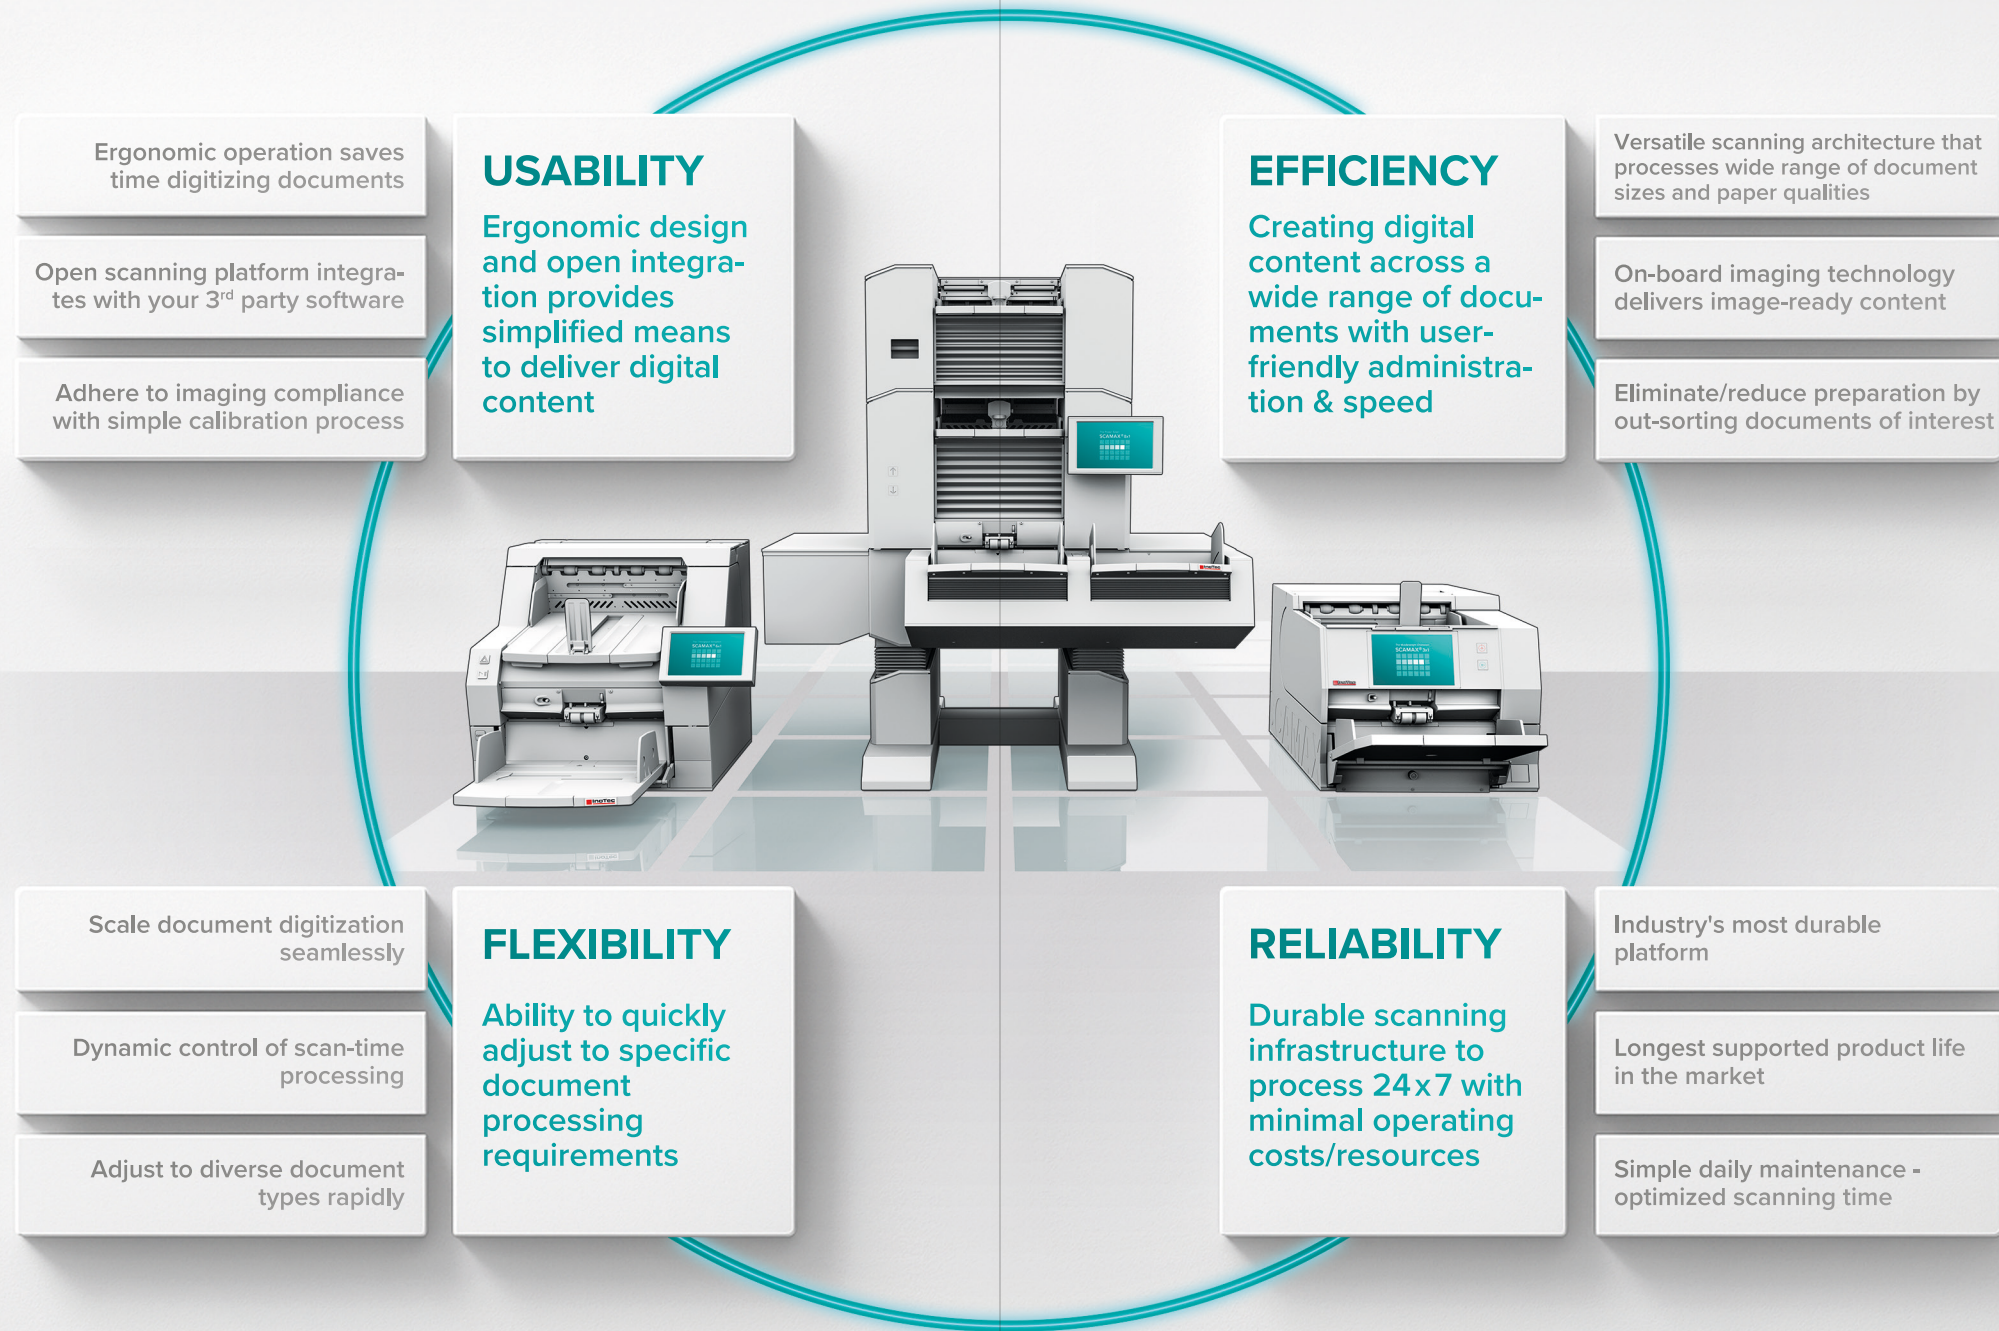 Ergonomic operation saves
time digitizing documents
Open scanning platform integra-
tes with your 3rd party software
Adhere to imaging compliance
with simple calibration process
USABILITY
Ergonomic design
and open integra-
tion provides
simplified means
to deliver digital
content
EFFICIENCY
Creating digital
content across a
wide range of docu-
ments with user-
friendly administra-
tion & speed
Versatile scanning architecture that
processes wide range of document
sizes and paper qualities
On-board imaging technology
delivers image-ready content
Eliminate/reduce preparation by
out-sorting documents of interest
SCAMAX® 8x1
InoTec
SCAMAX®
InoTec
SCAMAX®
InoTec
Scale document digitization
seamlessly
Dynamic control of scan-time
processing
Adjust to diverse document
types rapidly
FLEXIBILITY
Ability to quickly
adjust to specific
document
processing
requirements
RELIABILITY
Durable scanning
infrastructure to
process 24x7 with
minimal operating
costs/resources
Industry's most durable
platform
Longest supported product life
in the market
Simple daily maintenance -
optimized scanning time